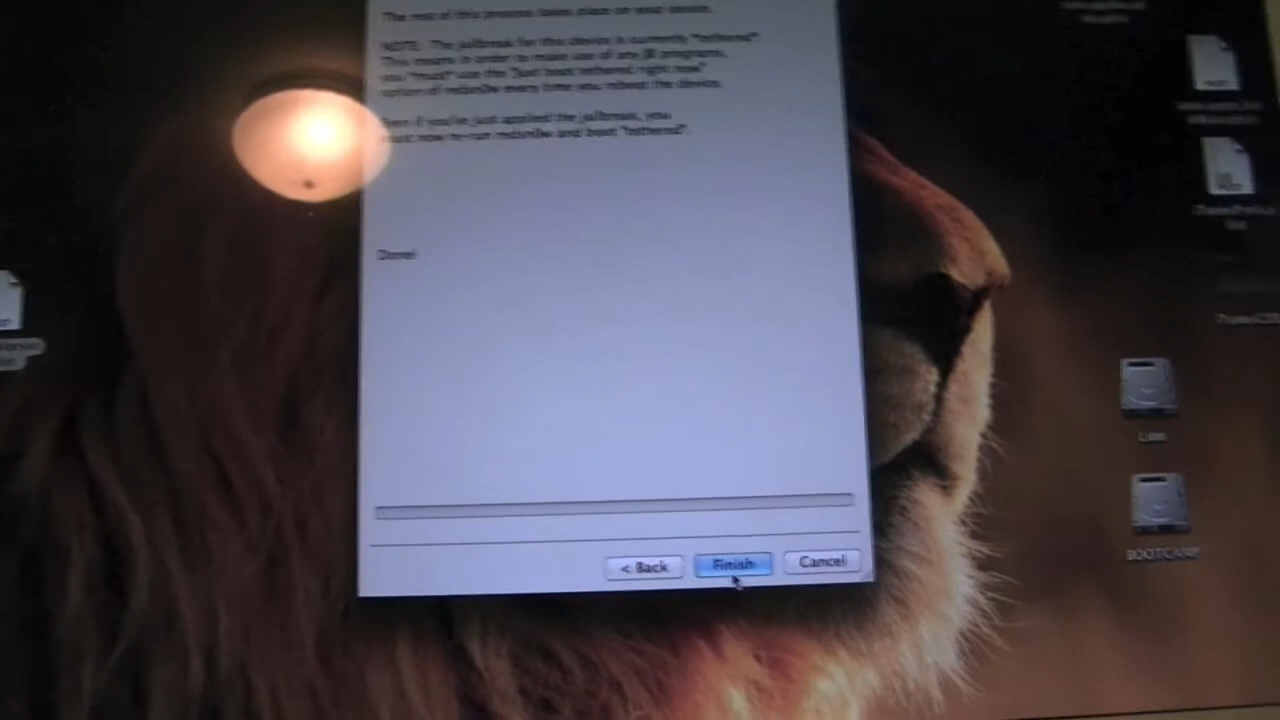 The rest of this process takes place on your device.
NOTE: The jailbreak for this device is currently "tethered".
This means in order to make use of any JB programs,
you *must* use the "Just boot tethered right now"
option of redsn0w every time you reboot the device.
if you've just applied the jailbreak, you
must now re-run redsn0w and boot "tethered".
Done!
< Back
Finish
Cancel
Lion
BOOTCAMP